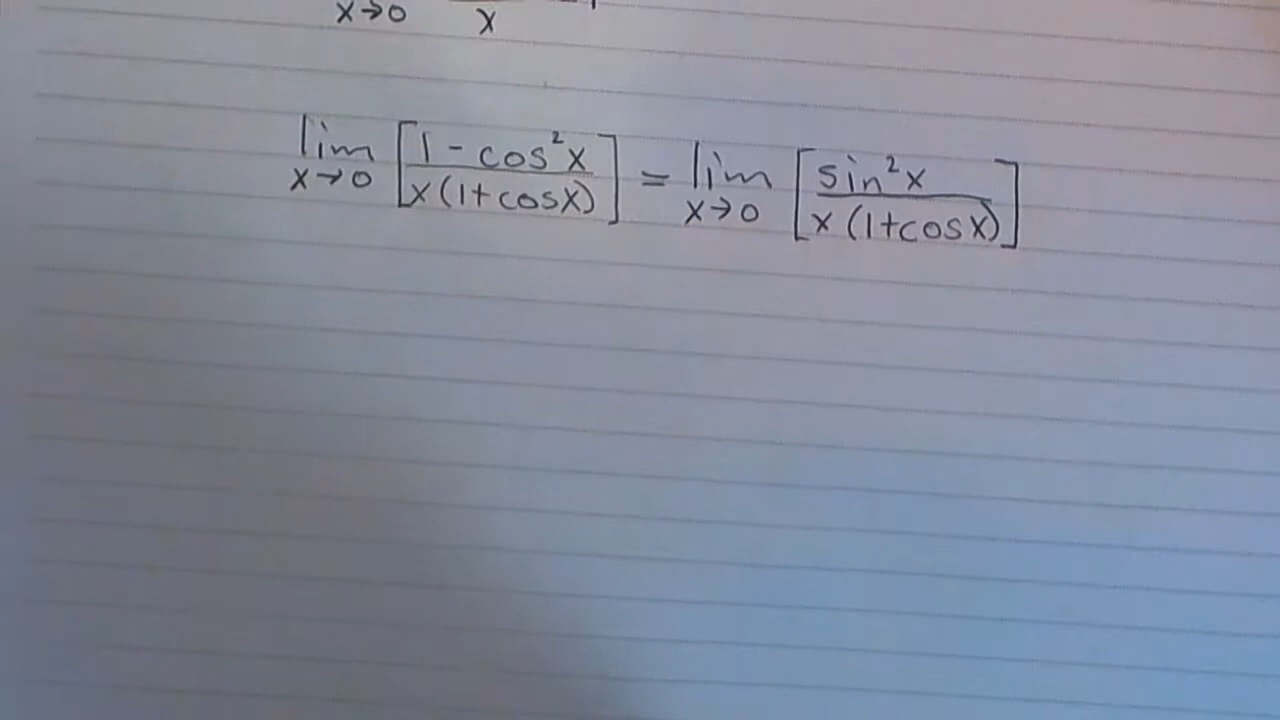 x→0 x
lim [1 - cos²x / x(1+cosx)] = lim [sin²x / x(1+cosx)]
x→0 x→0